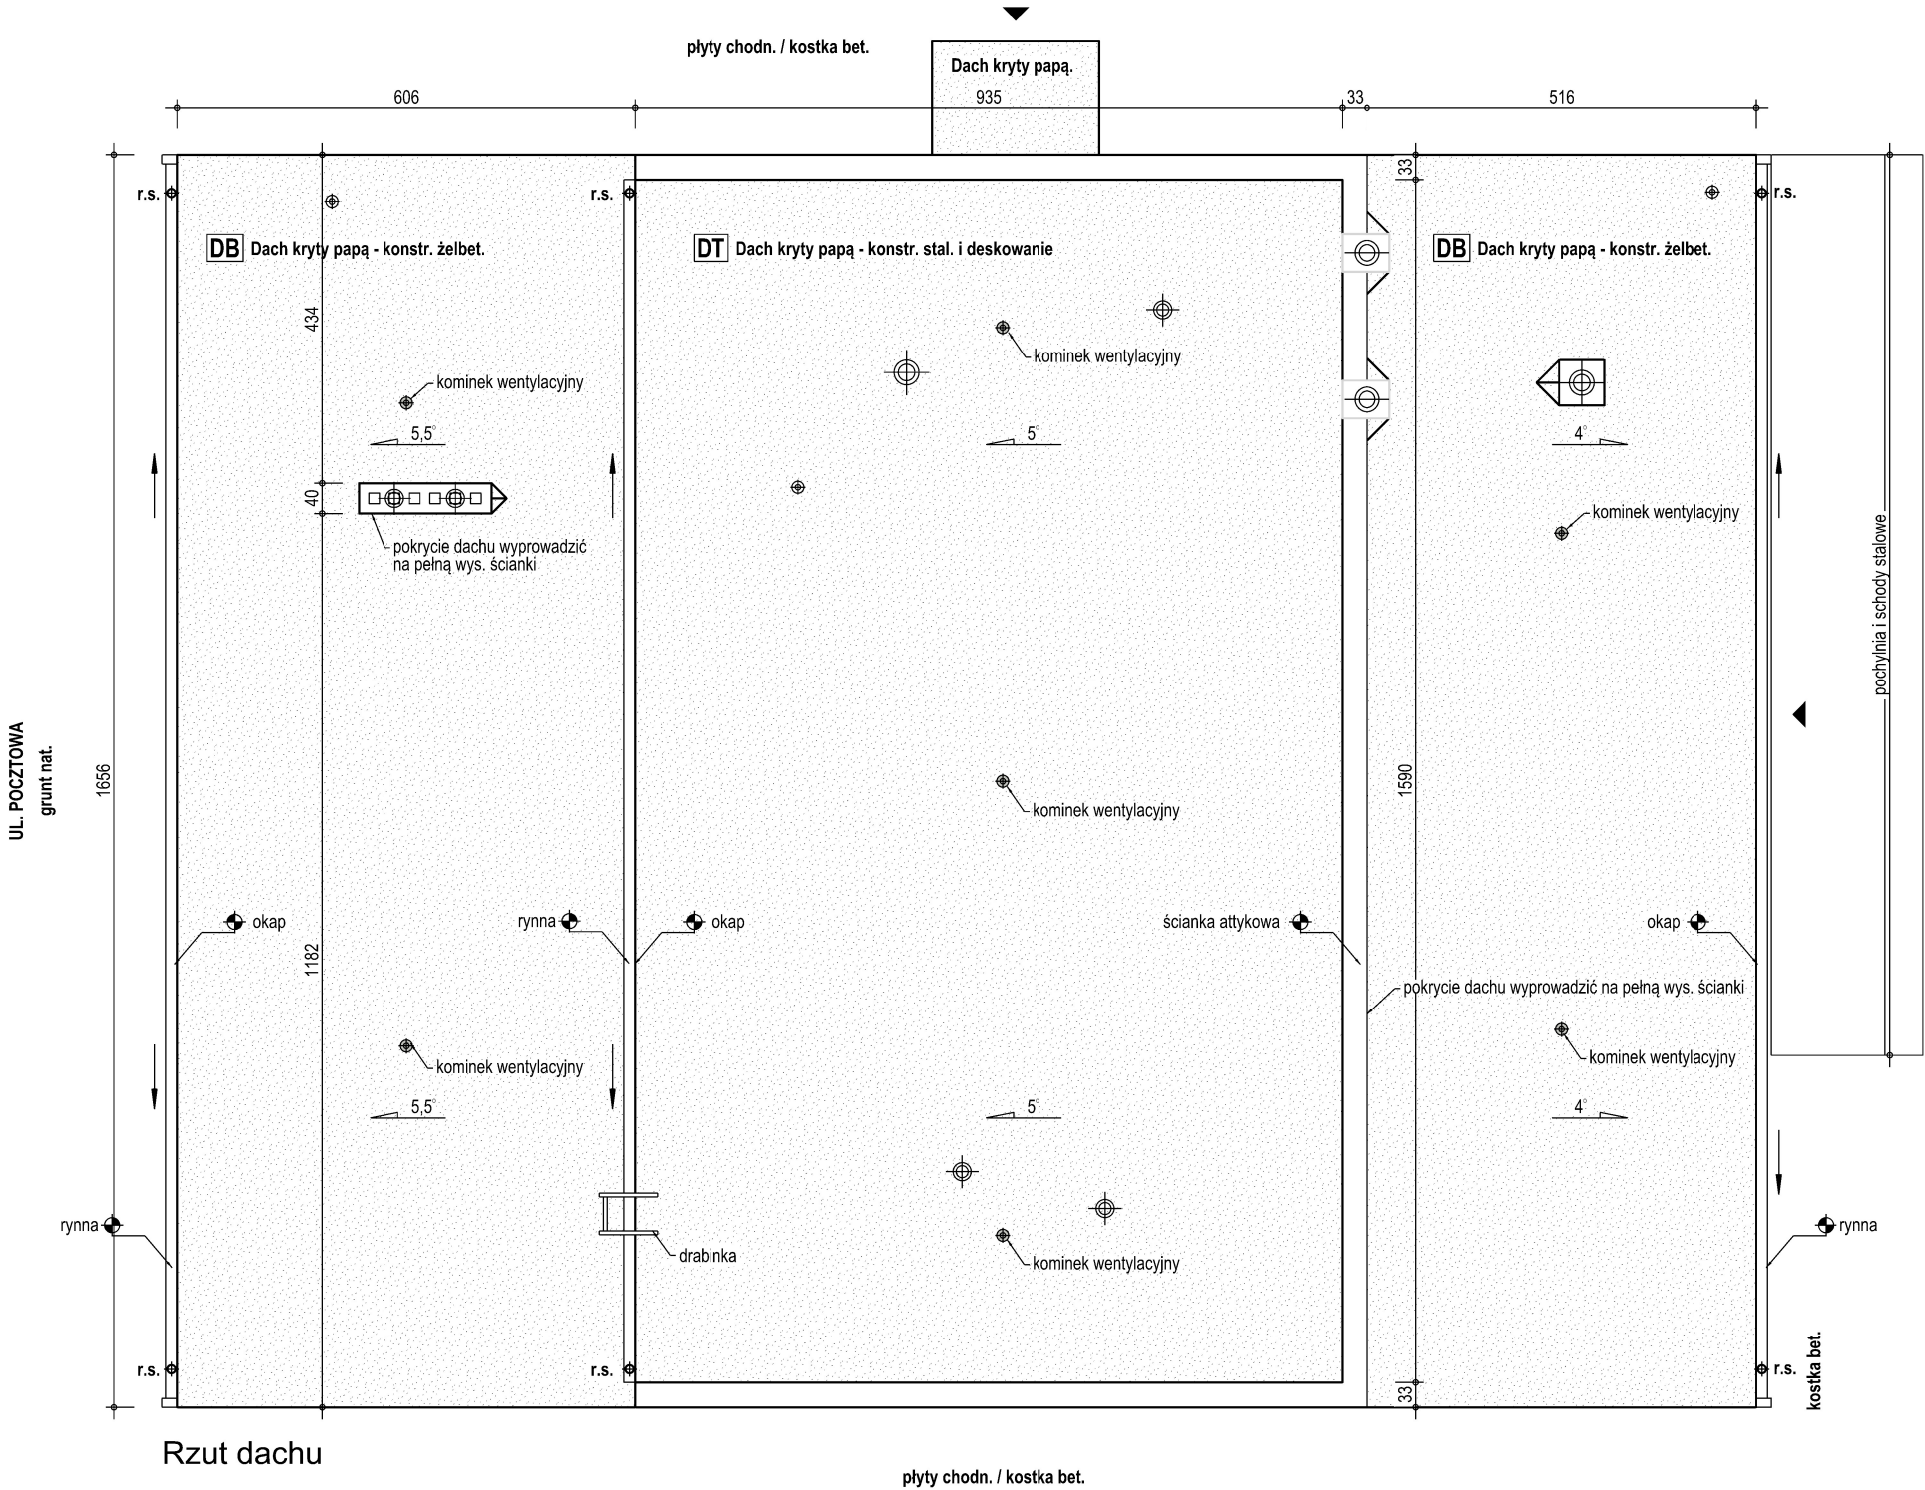 płyty chodn. / kostka bet.
Dach kryty papą.
606
935
33
516
33
r.s.
r.s.
r.s.
DB Dach kryty papą - konstr. żelbet.
DT Dach kryty papą - konstr. stal. i deskowanie
DB Dach kryty papą - konstr. żelbet.
434
kominek wentylacyjny
kominek wentylacyjny
5,5°
5°
4°
40
kominek wentylacyjny
pokrycie dachu wyprowadzić
na pełną wys. ścianki
pochylnia i schody stalowe
UL. POCZTOWA
grunt nat.
1656
1590
kominek wentylacyjny
okap
rynna
okap
ścianka attykowa
okap
1182
pokrycie dachu wyprowadzić na pełną wys. ścianki
kominek wentylacyjny
kominek wentylacyjny
5,5°
5°
4°
rynna
drabinka
kominek wentylacyjny
rynna
r.s.
r.s.
r.s.
33
kostka bet.
Rzut dachu
płyty chodn. / kostka bet.